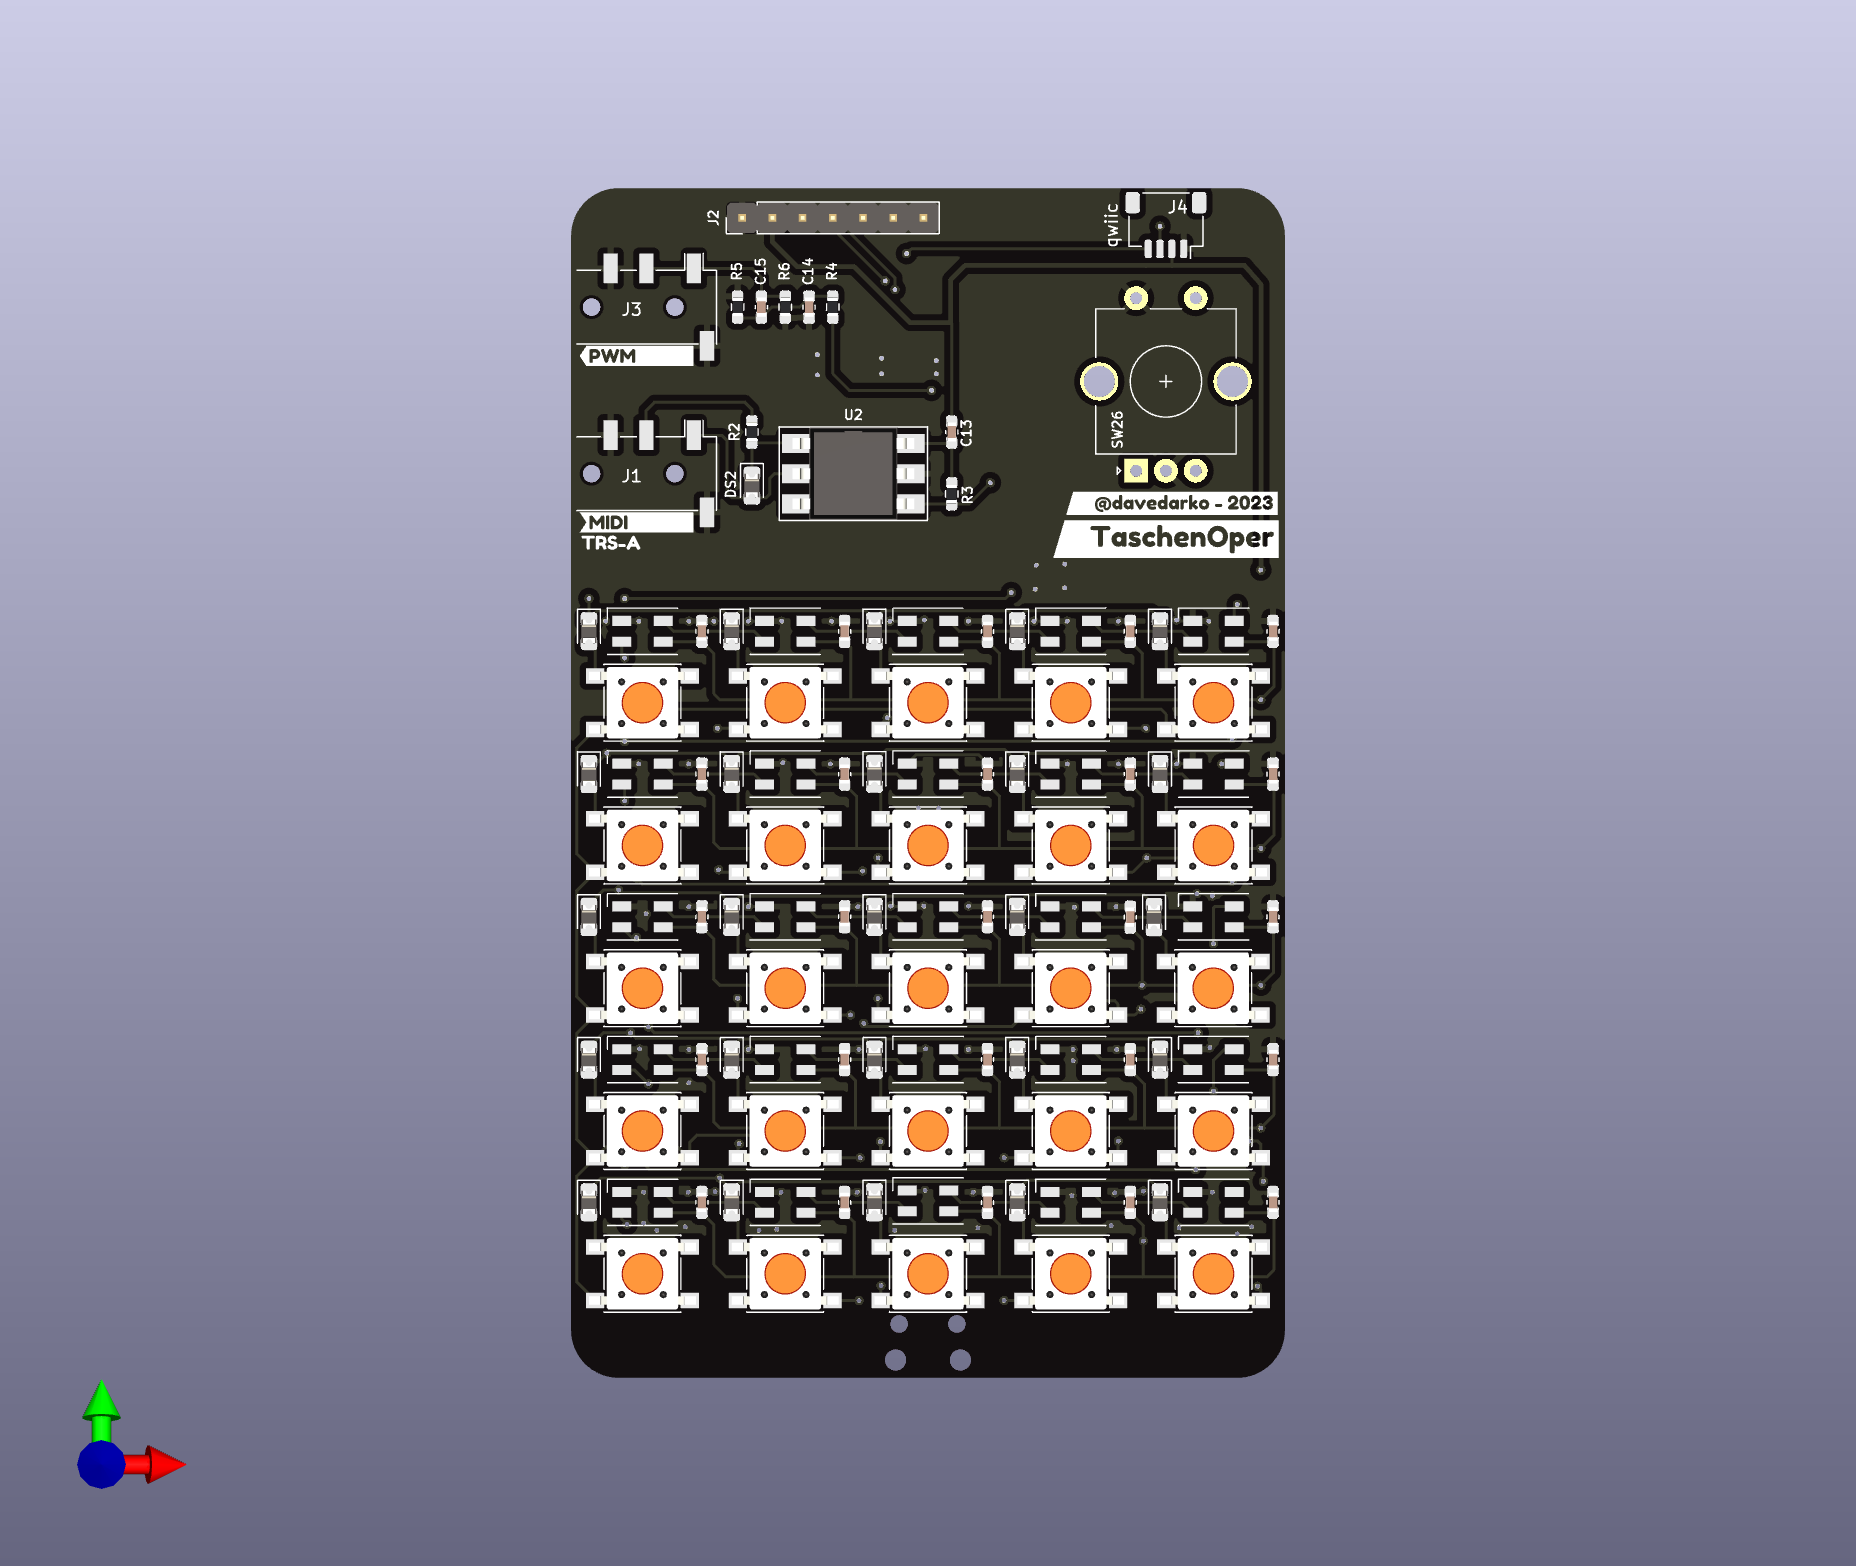 J2
qwiic
J4
R5
C15
R6
C14
R4
J3
PWM
R2
U2
C13
SW26
J1
DS2
R3
MIDI
TRS-A
@davedarko - 2023
TaschenOper